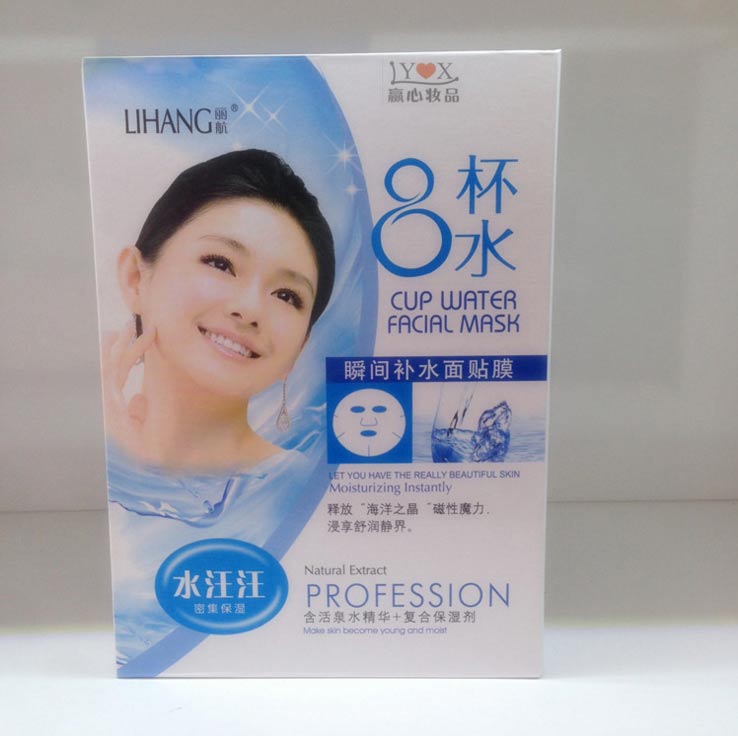 LIHANG丽航®
LY❤X
赢心妆品
8杯水
CUP WATER
FACIAL MASK
瞬间补水面贴膜
LET YOU HAVE THE REALLY BEAUTIFUL SKIN
Moisturizing Instantly
释放“海洋之晶“磁性魔力.
浸享舒润静界。
水汪汪
密集保湿
Natural Extract
PROFESSION
含活泉水精华+复合保湿剂
Make skin become young and moist